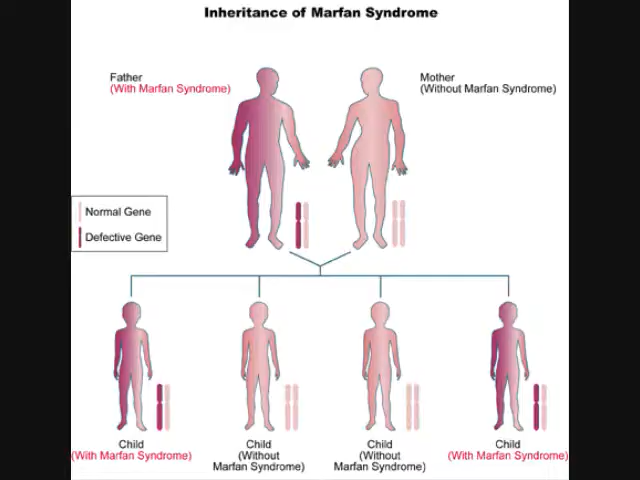 Inheritance of Marfan Syndrome
Father
(With Marfan Syndrome)
Mother
(Without Marfan Syndrome)
Normal Gene
Defective Gene
Child
(With Marfan Syndrome)
Child
(Without
Marfan Syndrome)
Child
(Without
Marfan Syndrome)
Child
(With Marfan Syndrome)